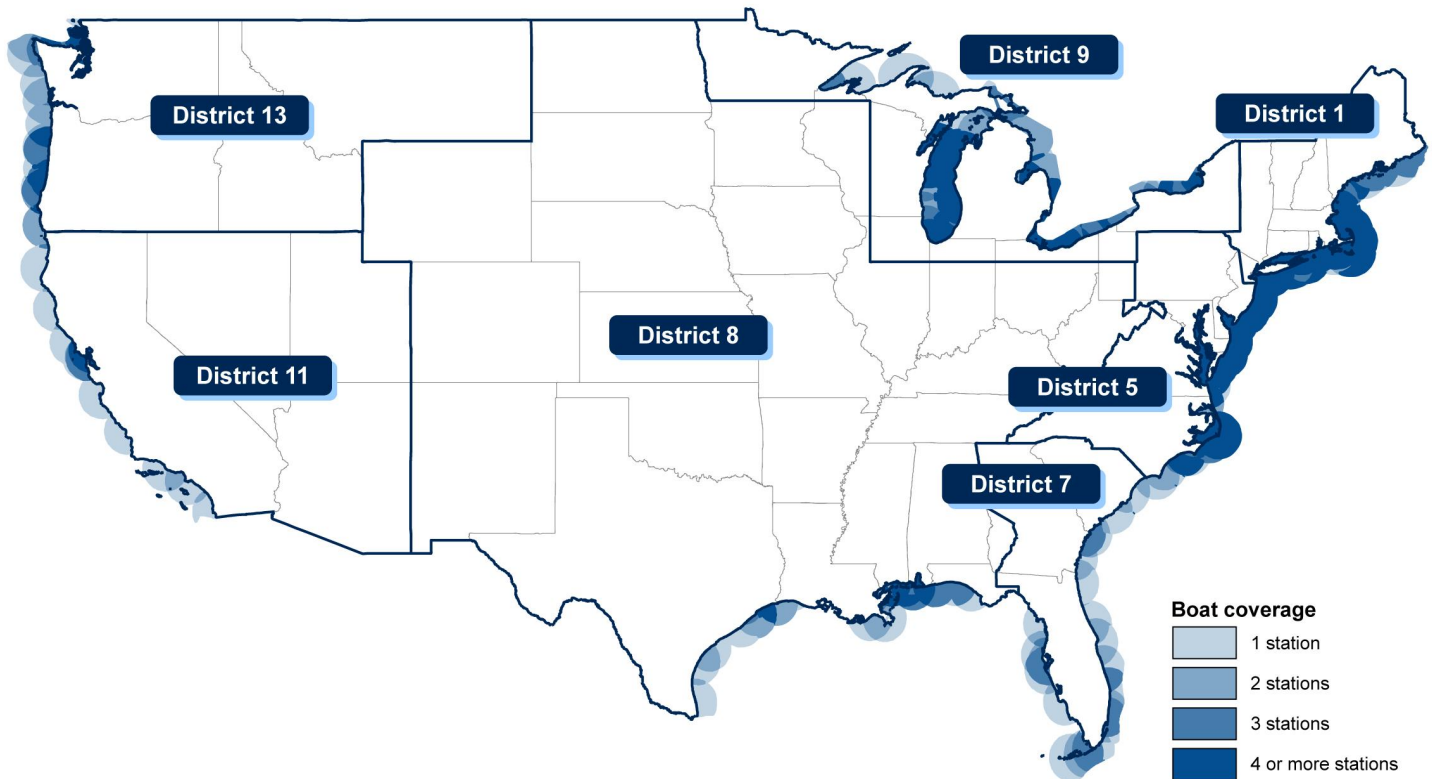 District 9
District 13
District 1
District 8
District 11
District 5
District 7
Boat coverage
1 station
2 stations
3 stations
4 or more stations